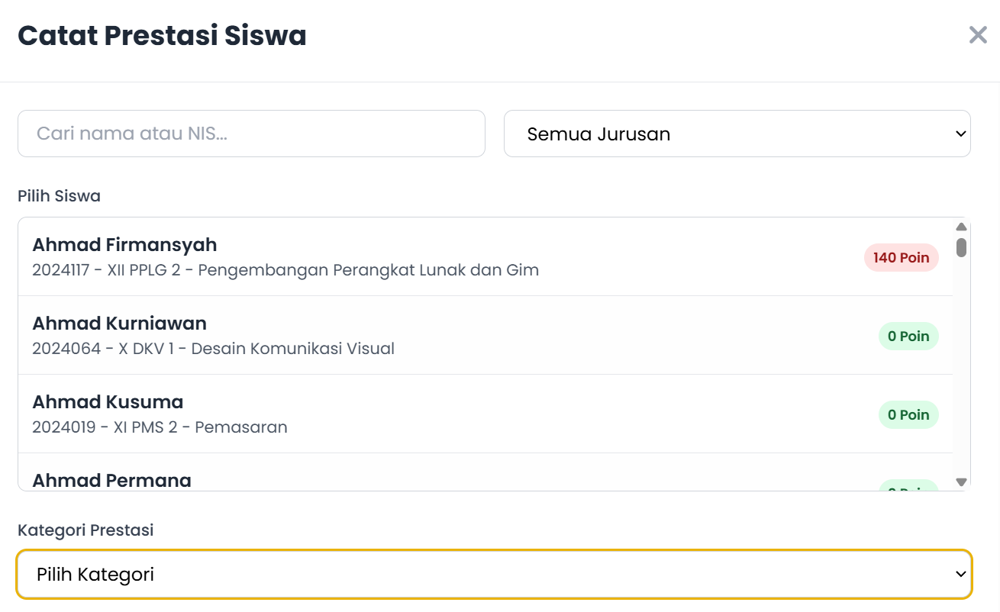 Catat Prestasi Siswa
Cari nama atau NIS...
Semua Jurusan
Pilih Siswa
Ahmad Firmansyah
2024117 - XII PPLG 2 - Pengembangan Perangkat Lunak dan Gim
140 Poin
Ahmad Kurniawan
2024064 - X DKV 1 - Desain Komunikasi Visual
0 Poin
Ahmad Kusuma
2024019 - XI PMS 2 - Pemasaran
0 Poin
Ahmad Permana
Kategori Prestasi
Pilih Kategori